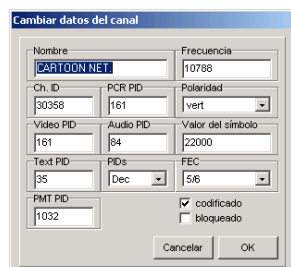 Cambiar datos del canal
Nombre Frecuencia
CARTOON NET. 10788
Ch. ID PCR PID Polaridad
30358 161 vert
Video PID Audio PID Valor del símbolo
161 84 22000
Text PID PIDs FEC
35 Dec 5/6
PMT PID
1032 codificado
bloqueado
Cancelar OK